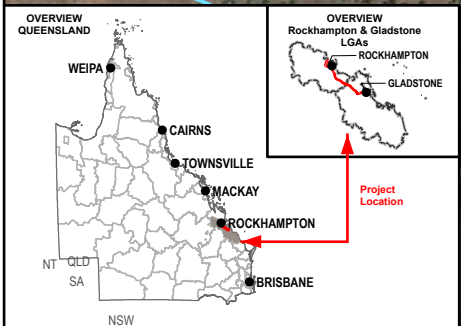 OVERVIEW
QUEENSLAND
WEIPA
CAIRNS
TOWNSVILLE
MACKAY
ROCKHAMPTON
BRISBANE
NT
QLD
SA
NSW
OVERVIEW
Rockhampton & Gladstone
LGAs
ROCKHAMPTON
GLADSTONE
Project
Location